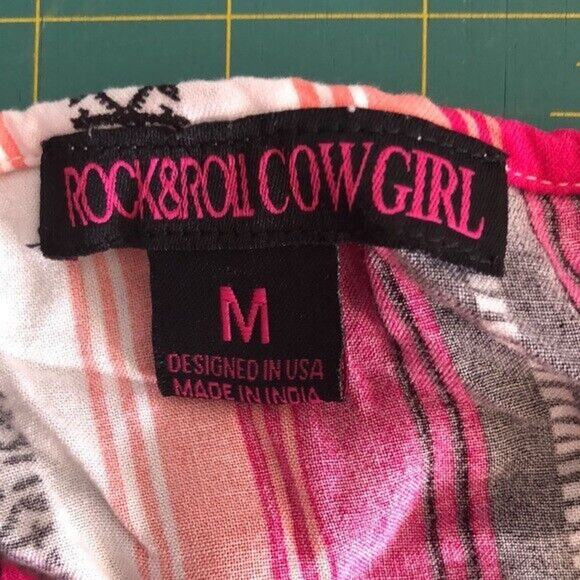 ROCK&ROLL COWGIRL
M
DESIGNED IN USA
MADE IN INDIA